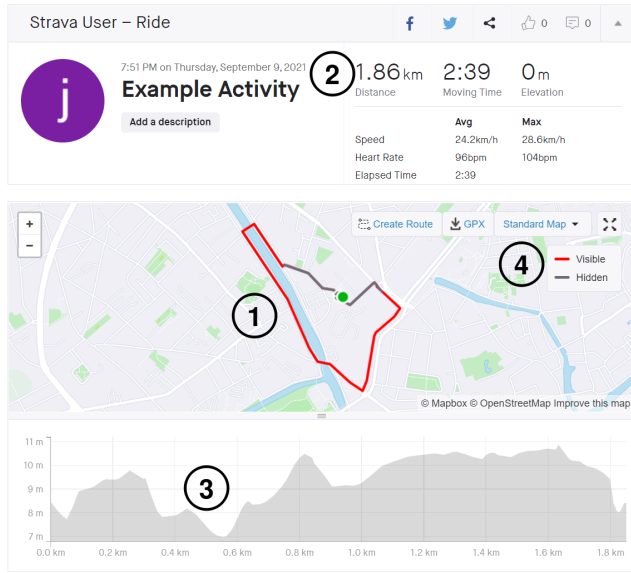 Strava User – Ride
0
0
7:51 PM on Thursday, September 9, 2021
Example Activity
Add a description
j
2
1.86 km
2:39
0 m
Distance
Moving Time
Elevation
Avg
Max
Speed
24.2km/h
28.6km/h
Heart Rate
96bpm
104bpm
Elapsed Time
2:39
+
−
Create Route
GPX
Standard Map
4
Visible
Hidden
1
© Mapbox © OpenStreetMap Improve this map
11 m
10 m
9 m
8 m
7 m
3
0.0 km
0.2 km
0.4 km
0.6 km
0.8 km
1.0 km
1.2 km
1.4 km
1.6 km
1.8 km